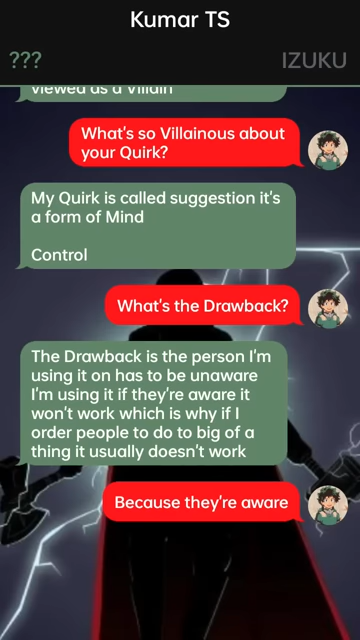 Kumar TS
??? IZUKU
viewed as a Villain
What's so Villainous about
your Quirk?
My Quirk is called suggestion it's
a form of Mind
Control
What's the Drawback?
The Drawback is the person I'm
using it on has to be unaware
I'm using it if they're aware it
won't work which is why if I
order people to do to big of a
thing it usually doesn't work
Because they're aware